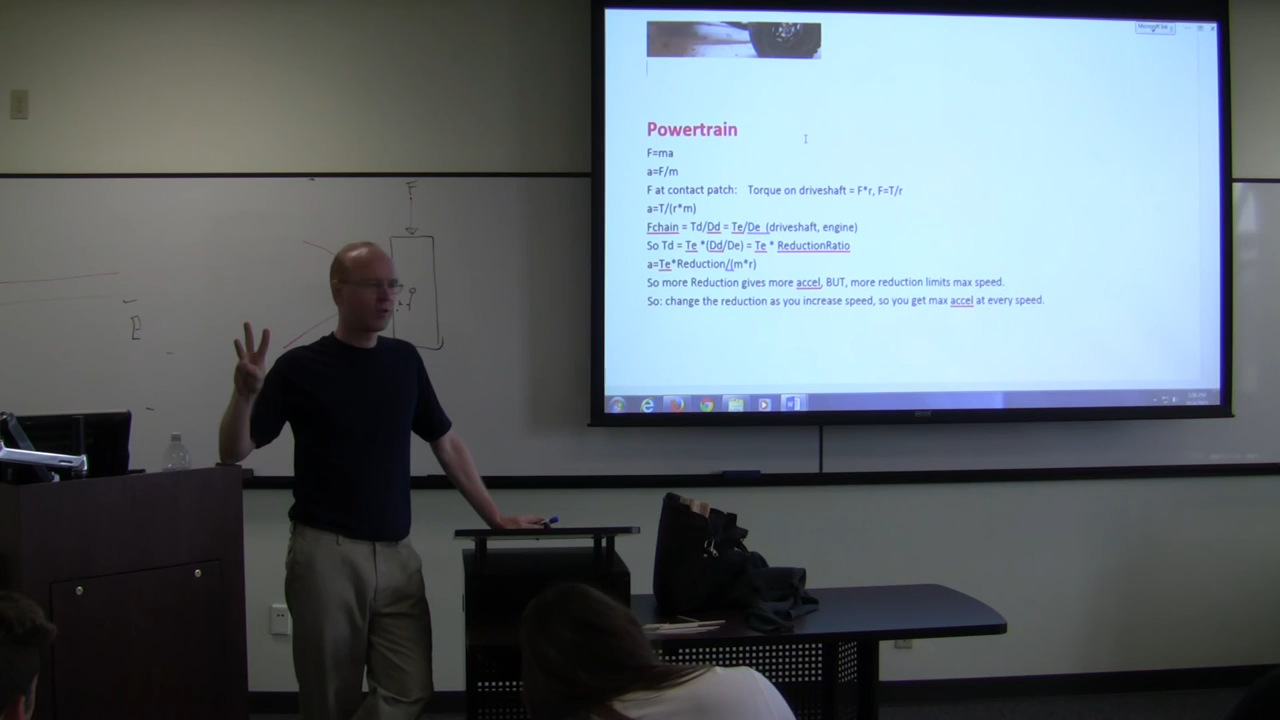 Microsoft Ink
Powertrain
F=ma
a=F/m
F at contact patch: Torque on driveshaft = F*r, F=T/r
a=T/(r*m)
Fchain = Td/Dd = Te/De (driveshaft, engine)
So Td = Te *(Dd/De) = Te * ReductionRatio
a=Te*Reduction/(m*r)
So more Reduction gives more accel, BUT, more reduction limits max speed.
So: change the reduction as you increase speed, so you get max accel at every speed.
F